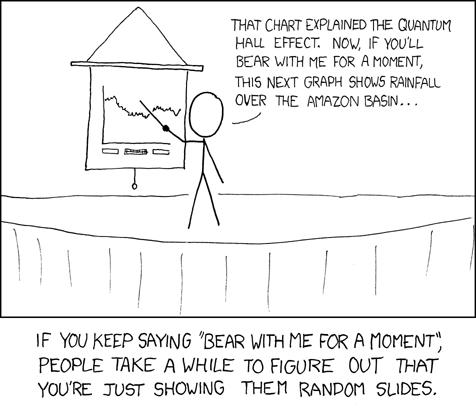 THAT CHART EXPLAINED THE QUANTUM
HALL EFFECT. NOW, IF YOU'LL
BEAR WITH ME FOR A MOMENT,
THIS NEXT GRAPH SHOWS RAINFALL
OVER THE AMAZON BASIN...
IF YOU KEEP SAYING "BEAR WITH ME FOR A MOMENT",
PEOPLE TAKE A WHILE TO FIGURE OUT THAT
YOU'RE JUST SHOWING THEM RANDOM SLIDES.